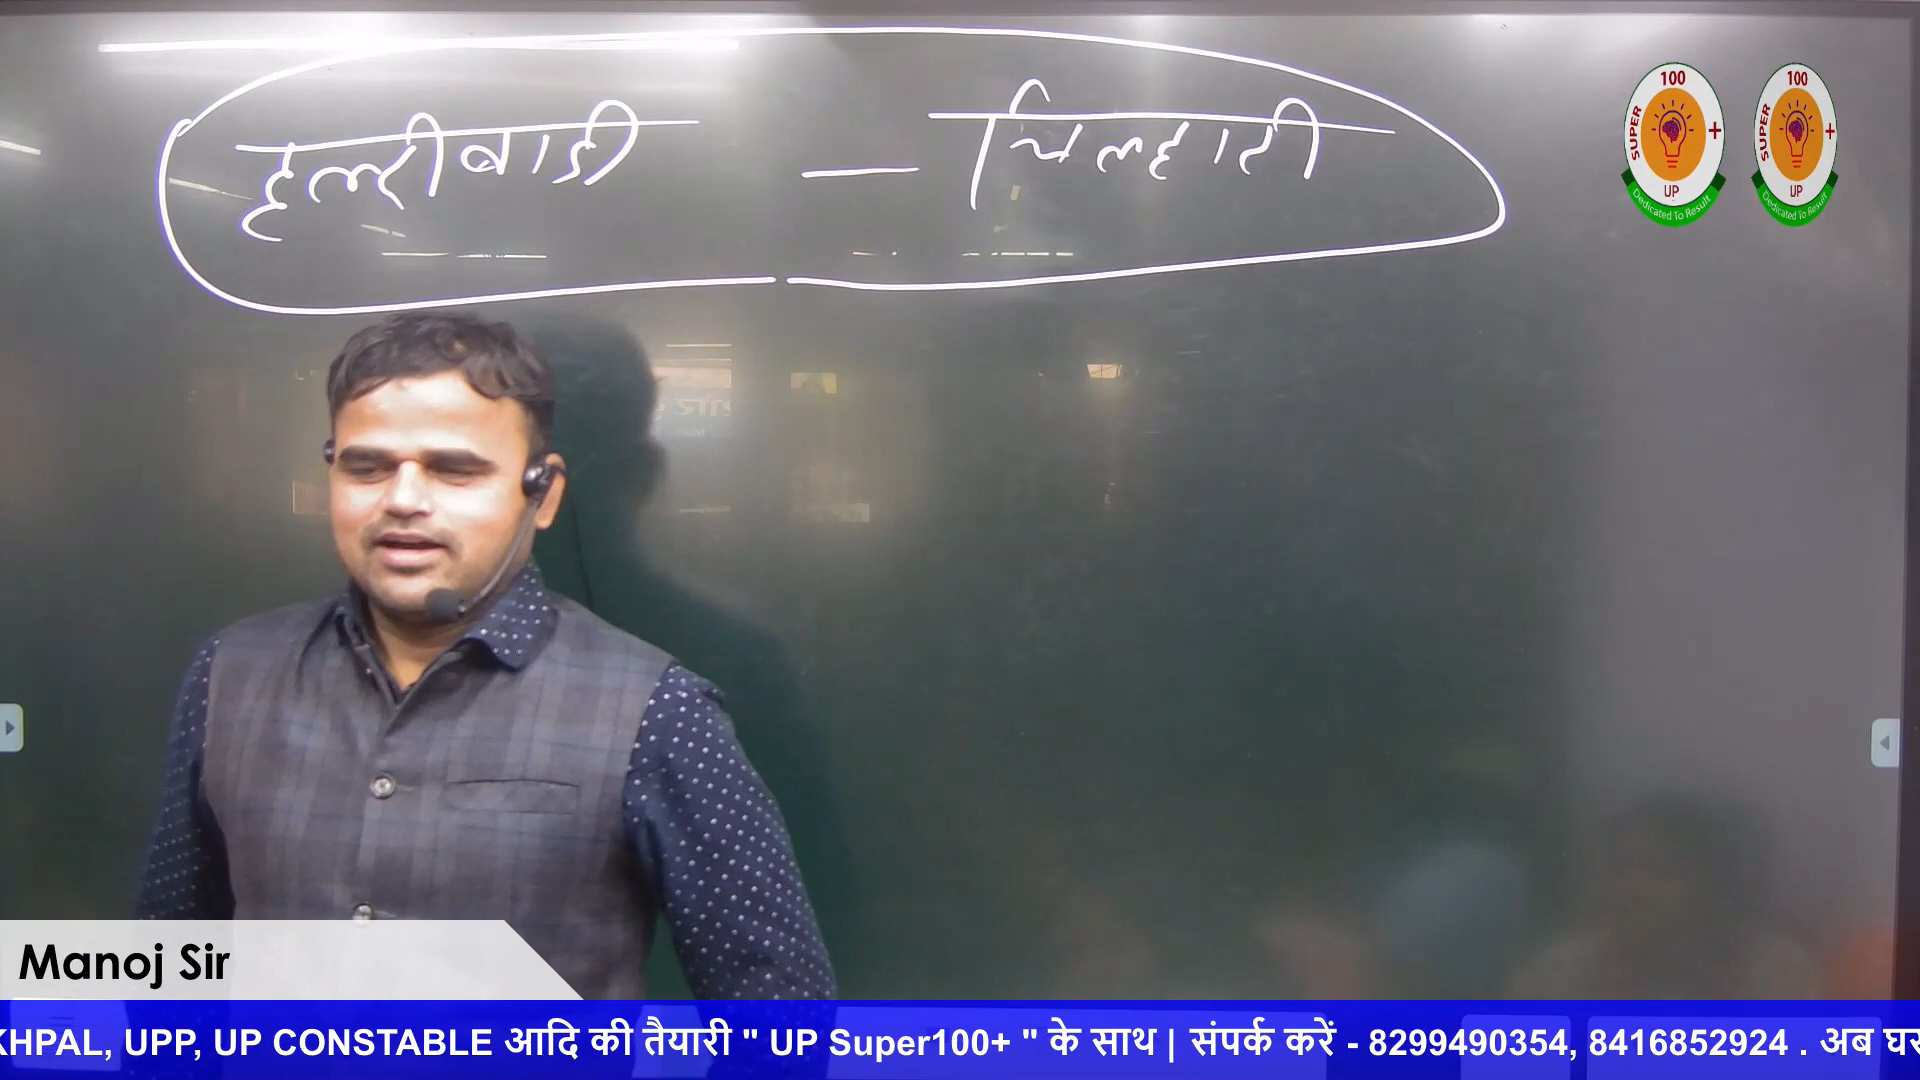 हल्दीबाडी — चिलहाटी
100
SUPER
+
UP
Dedicated To Result
100
SUPER
+
UP
Dedicated To Result
Manoj Sir
KHPAL, UPP, UP CONSTABLE आदि की तैयारी " UP Super100+ " के साथ | संपर्क करें - 8299490354, 8416852924 . अब घर